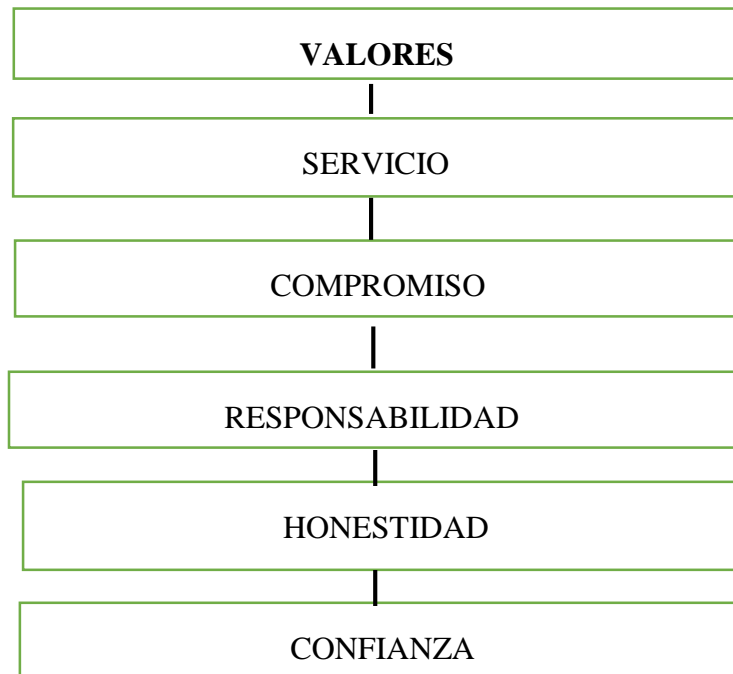 VALORES
SERVICIO
COMPROMISO
RESPONSABILIDAD
HONESTIDAD
CONFIANZA